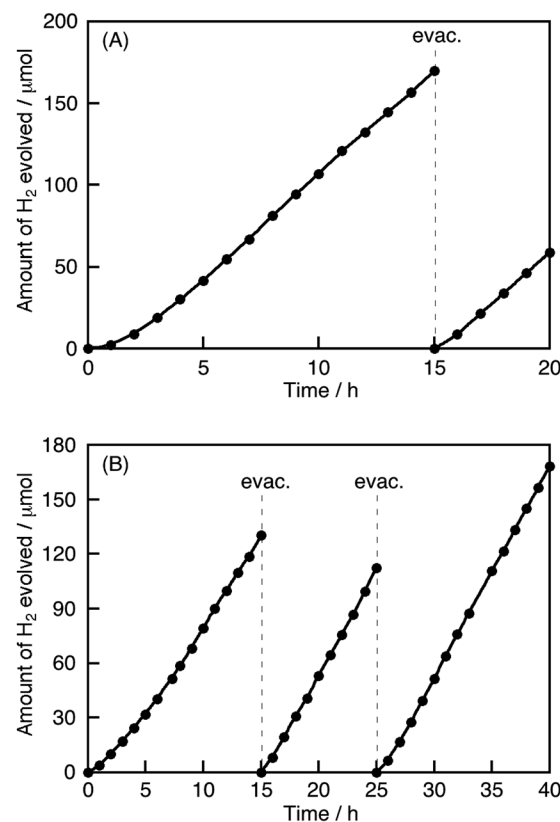 (A)
evac.
200
150
100
50
0
Amount of H₂ evolved / μmol
0 5 10 15 20
Time / h
(B)
evac. evac.
180
150
120
90
60
30
0
Amount of H₂ evolved / μmol
0 5 10 15 20 25 30 35 40
Time / h